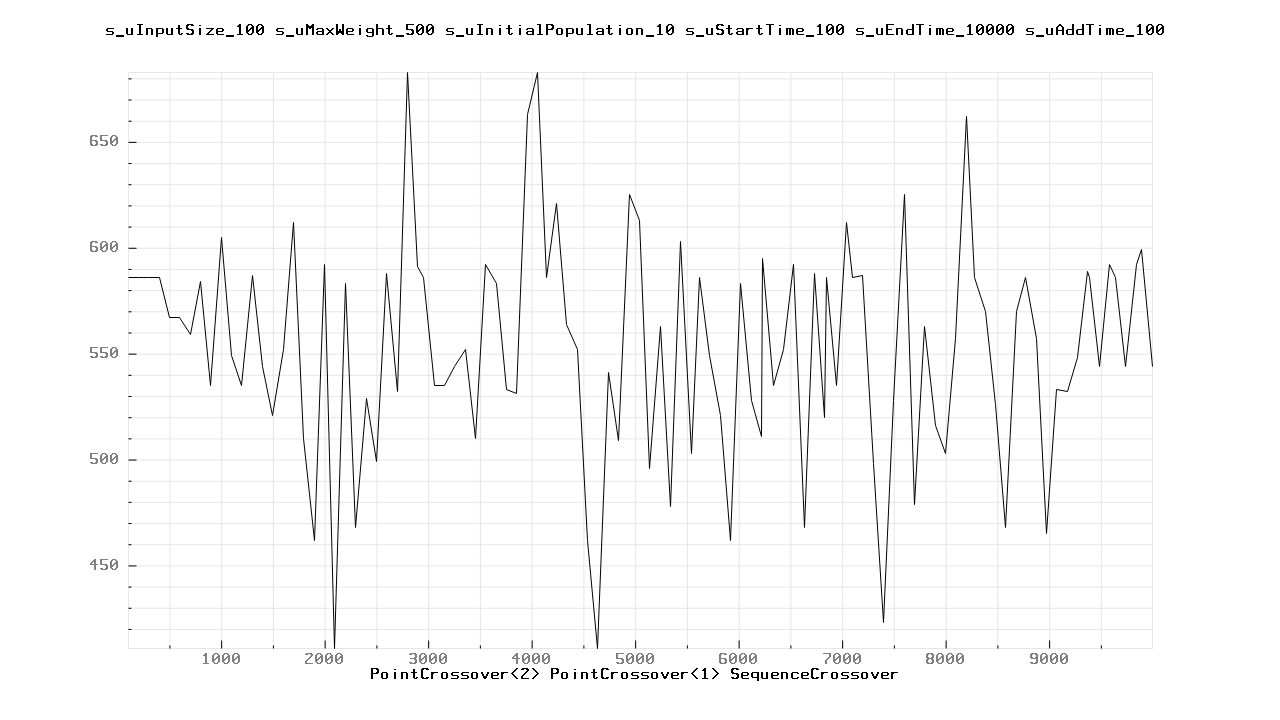 s_uInputSize_100 s_uMaxWeight_500 s_uInitialPopulation_10 s_uStartTime_100 s_uEndTime_10000 s_uAddTime_100
650
600
550
500
450
1000 2000 3000 4000 5000 6000 7000 8000 9000
PointCrossover<2> PointCrossover<1> SequenceCrossover